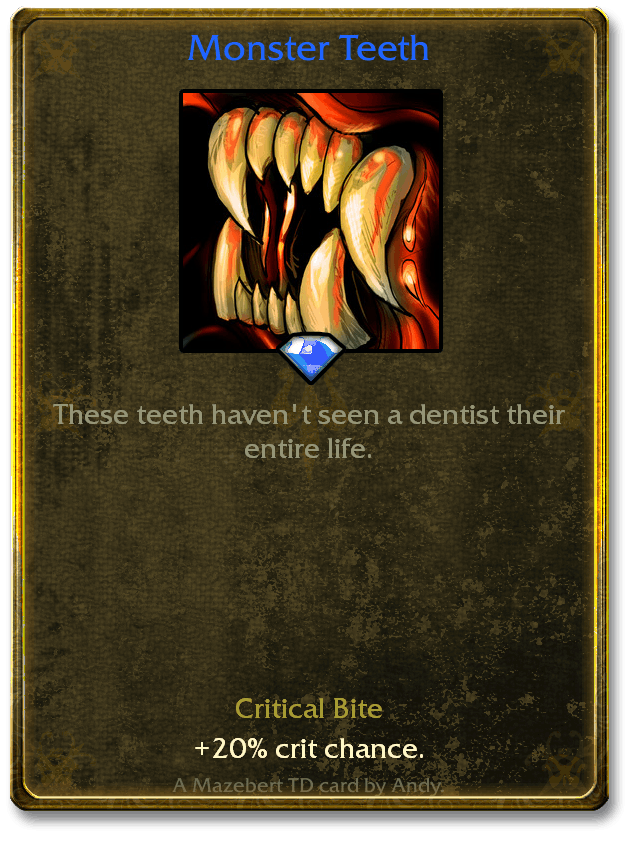 Monster Teeth
These teeth haven't seen a dentist their
entire life.
Critical Bite
+20% crit chance.
A Mazebert TD card by Andy.